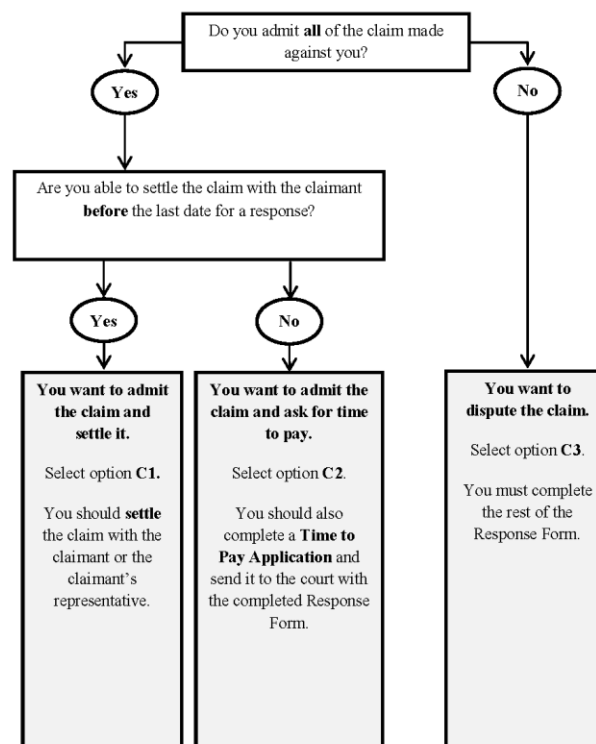 Do you admit all of the claim made
against you?
Yes
No
Are you able to settle the claim with the claimant
before the last date for a response?
Yes
No
You want to admit
the claim and
settle it.
Select option C1.
You should settle
the claim with the
claimant or the
claimant's
representative.
You want to admit the
claim and ask for time
to pay.
Select option C2.
You should also
complete a Time to
Pay Application and
send it to the court with
the completed Response
Form.
You want to
dispute the claim.
Select option C3.
You must complete
the rest of the
Response Form.